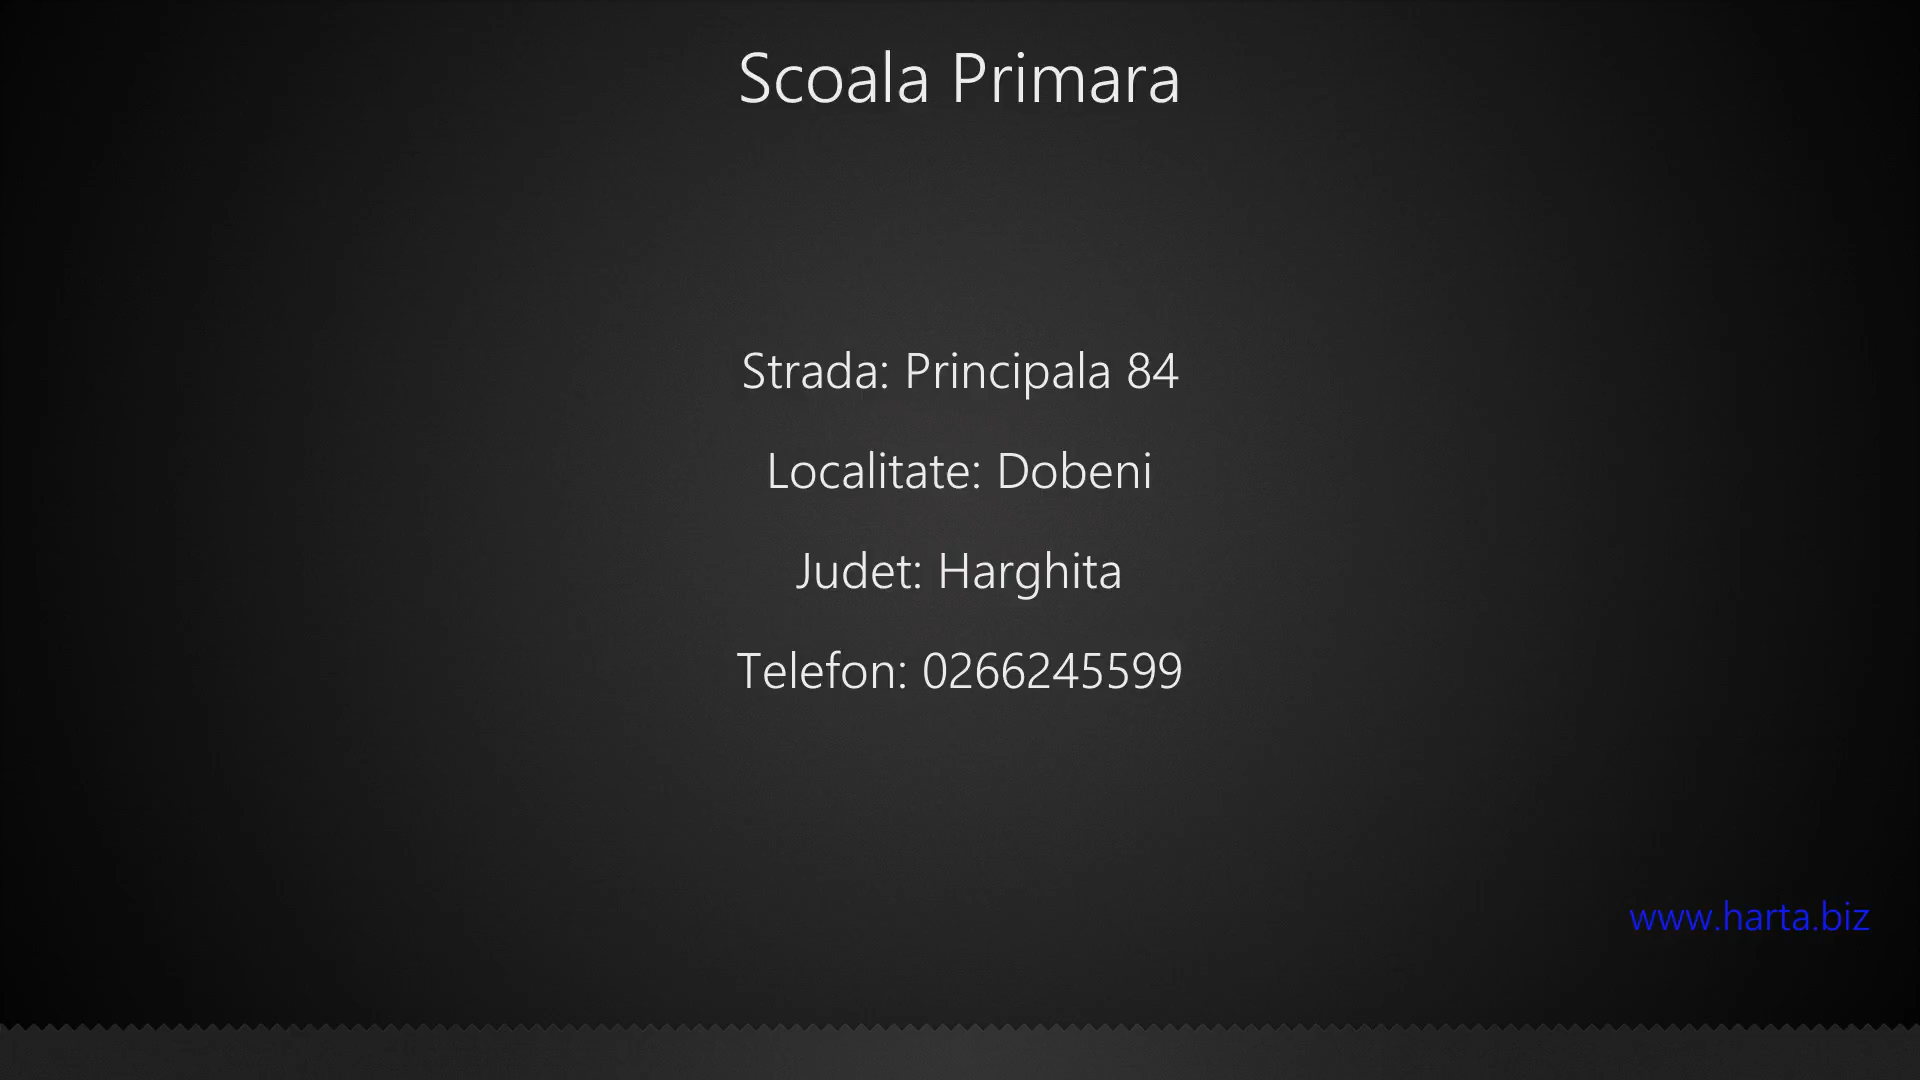 Scoala Primara
Strada: Principala 84
Localitate: Dobeni
Judet: Harghita
Telefon: 0266245599
www.harta.biz